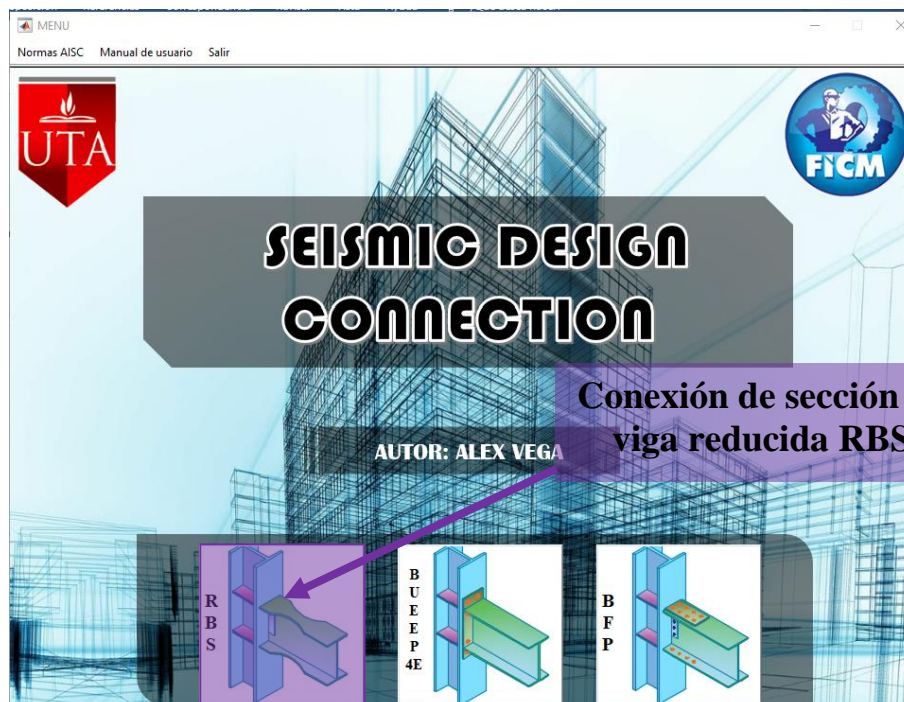 MENU
Normas AISC Manual de usuario Salir
UTA
FiCM
SEISMIC DESIGN
CONNECTION
Conexión de sección
viga reducida RBS
AUTOR: ALEX VEGA
R
B
S
B
U
E
E
P
4E
B
F
P